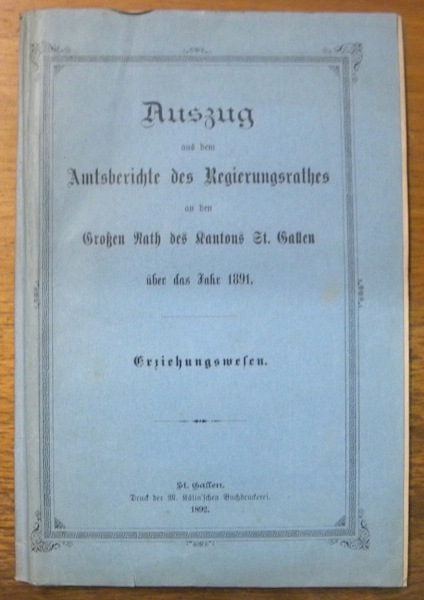 Auszug
aus dem
Amtsberichte des Regierungsrathes
an den
Großen Rath des Kantons St. Gallen
über das Jahr 1891.
Erziehungswesen.
St. Gallen.
Druck der M. Kälin'schen Buchdruckerei.
1892.